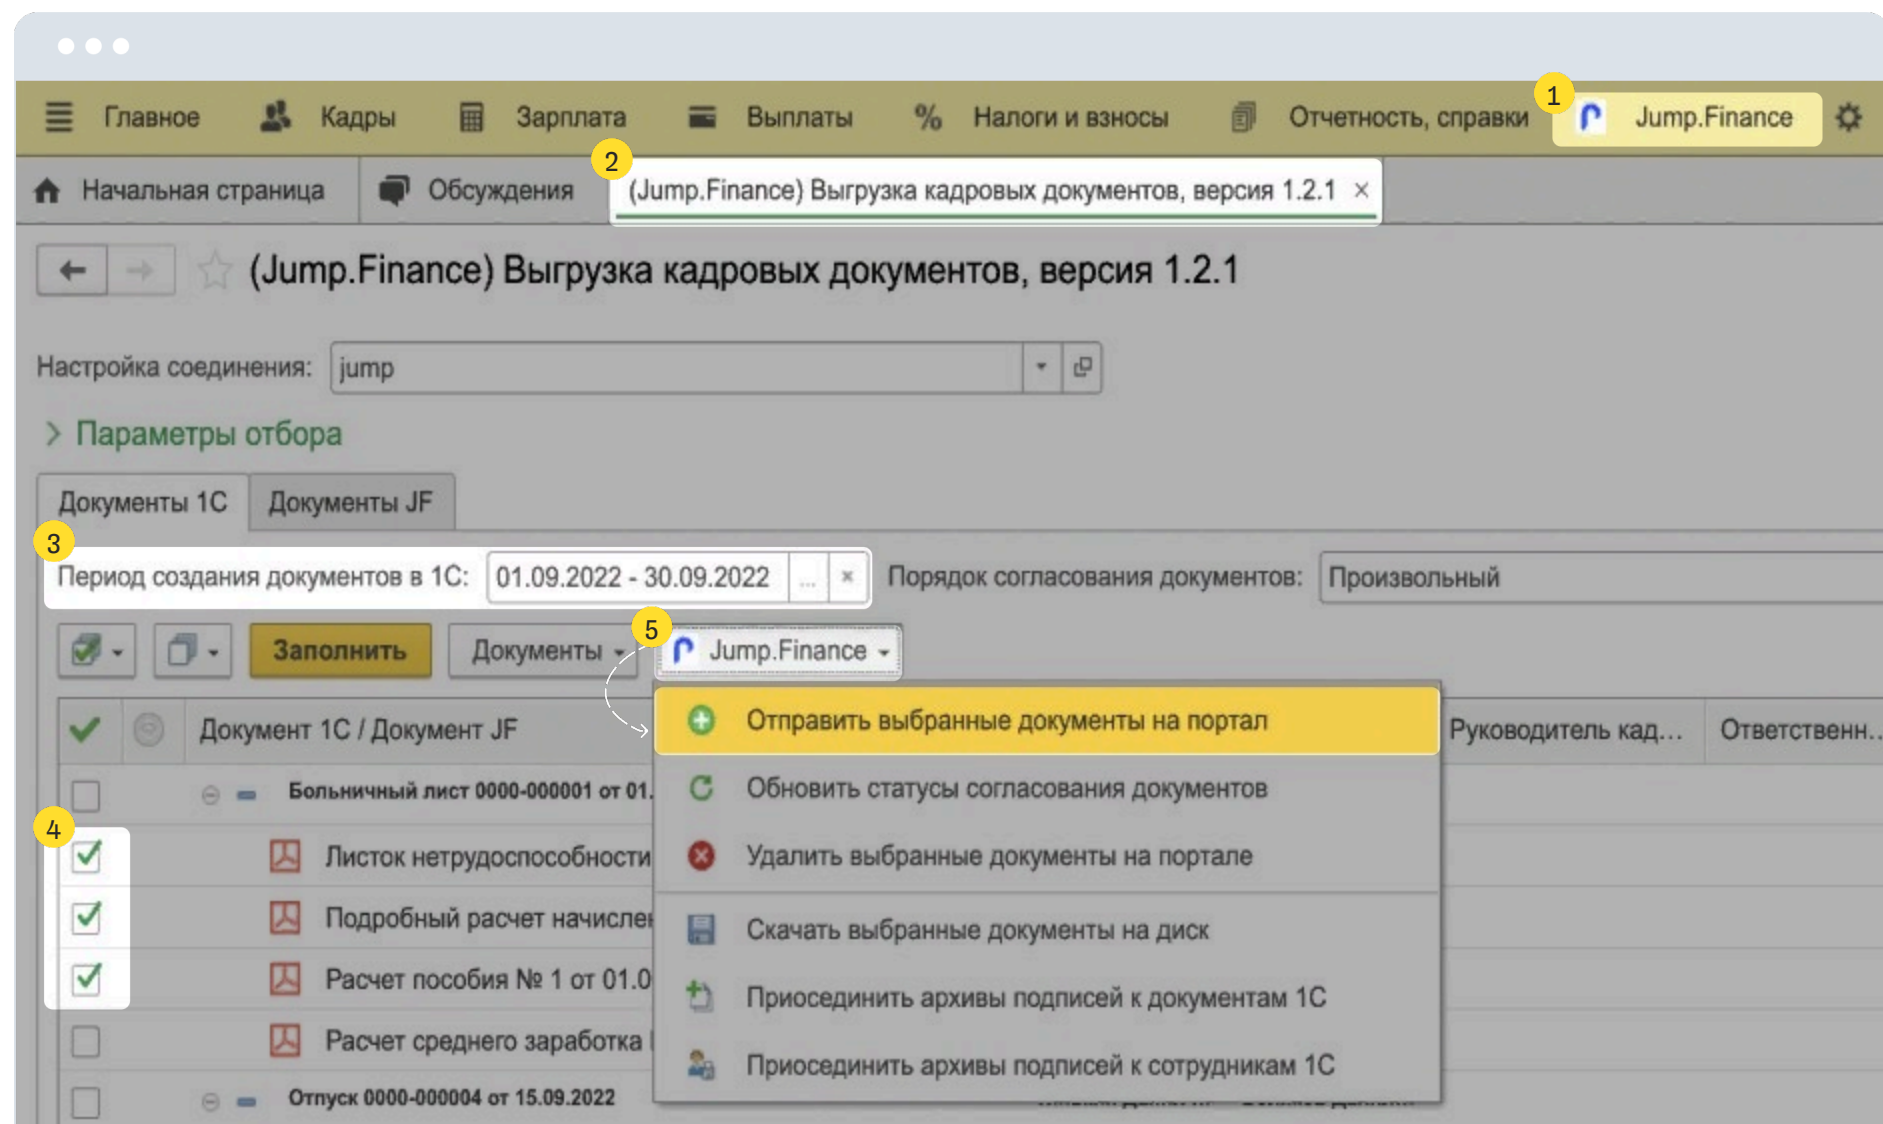 Главное Кадры Зарплата Выплаты % Налоги и взносы Отчетность, справки 1 Jump.Finance
Начальная страница Обсуждения 2 (Jump.Finance) Выгрузка кадровых документов, версия 1.2.1 ×
(Jump.Finance) Выгрузка кадровых документов, версия 1.2.1
Настройка соединения: jump
Параметры отбора
Документы 1С Документы JF
3
Период создания документов в 1С: 01.09.2022 - 30.09.2022 ... × Порядок согласования документов: Произвольный
Заполнить Документы 5 Jump.Finance
Документ 1С / Документ JF Отправить выбранные документы на портал Руководитель кад... Ответственн...
Больничный лист 0000-000001 от 01. Обновить статусы согласования документов
4
Листок нетрудоспособности Удалить выбранные документы на портале
Подробный расчет начислен Скачать выбранные документы на диск
Расчет пособия № 1 от 01.0 Приосединить архивы подписей к документам 1С
Расчет среднего заработка Приосединить архивы подписей к сотрудникам 1С
Отпуск 0000-000004 от 15.09.2022